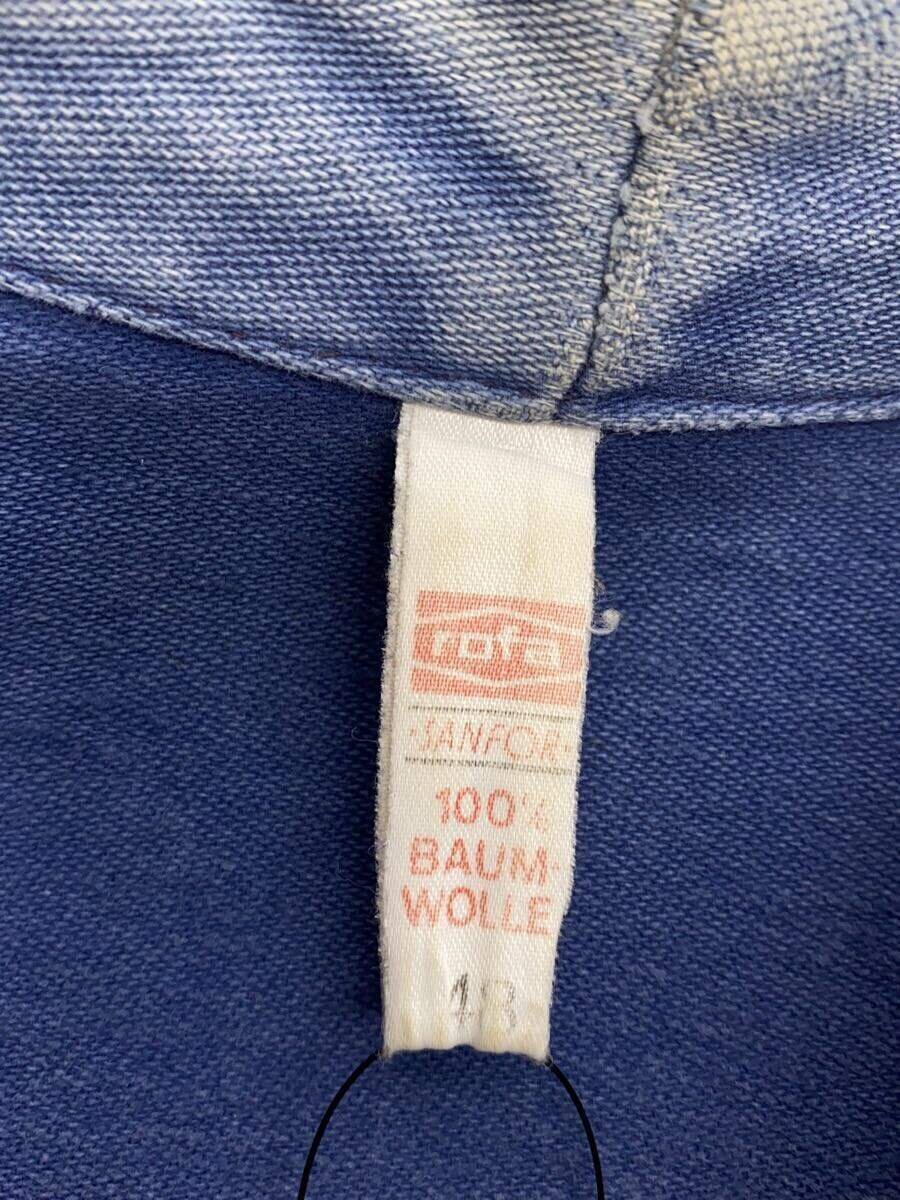 rofa
·SANFOR·
100%
BAUM-
WOLLE
48